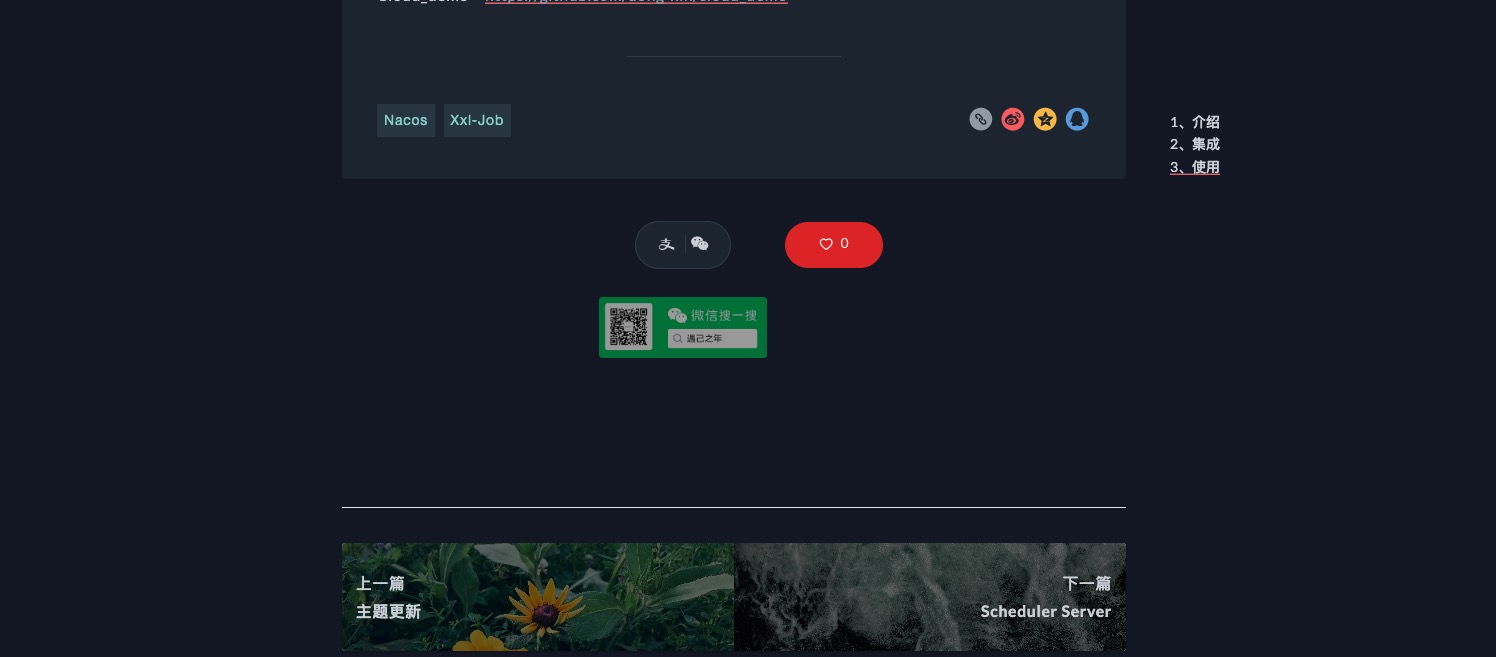 Nacos Xxl-Job
1、介绍
2、集成
3、使用
支
0
微信搜一搜
遇己之年
上一篇
主题更新
下一篇
Scheduler Server